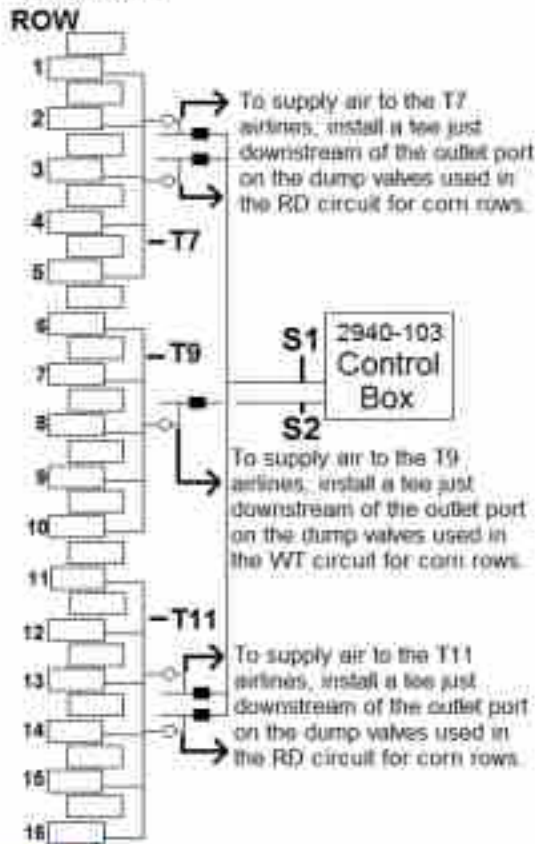 ROW
1
2
To supply air to the T7
airlines, install a tee just
downstream of the outlet port
on the dump valves used in
the RD circuit for corn rows.
3
4
T7
5
6
T9
7
S1
2940-103
Control
Box
S2
8
To supply air to the T9
airlines, install a tee just
downstream of the outlet port
on the dump valves used in
the WT circuit for corn rows.
9
10
11
T11
12
To supply air to the T11
airlines, install a tee just
downstream of the outlet port
on the dump valves used in
the RD circuit for corn rows.
13
14
15
16